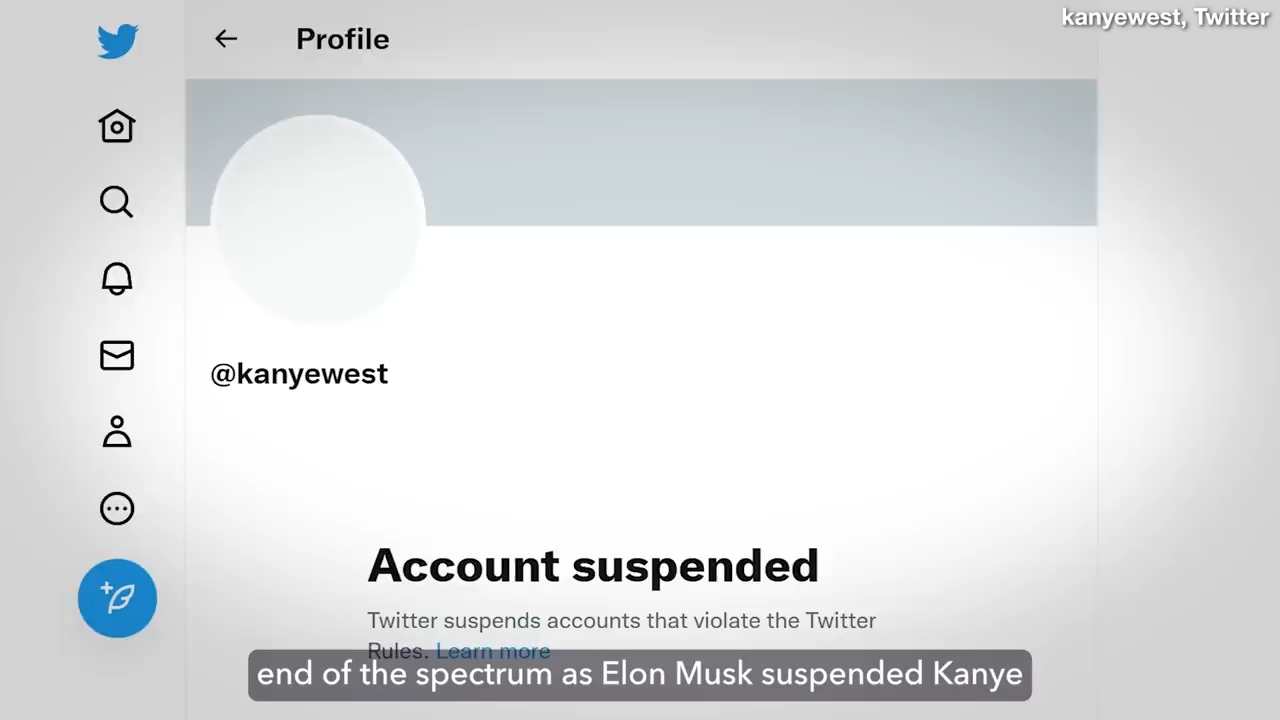 kanyewest, Twitter
Profile
@kanyewest
Account suspended
Twitter suspends accounts that violate the Twitter
Rules. Learn more
end of the spectrum as Elon Musk suspended Kanye